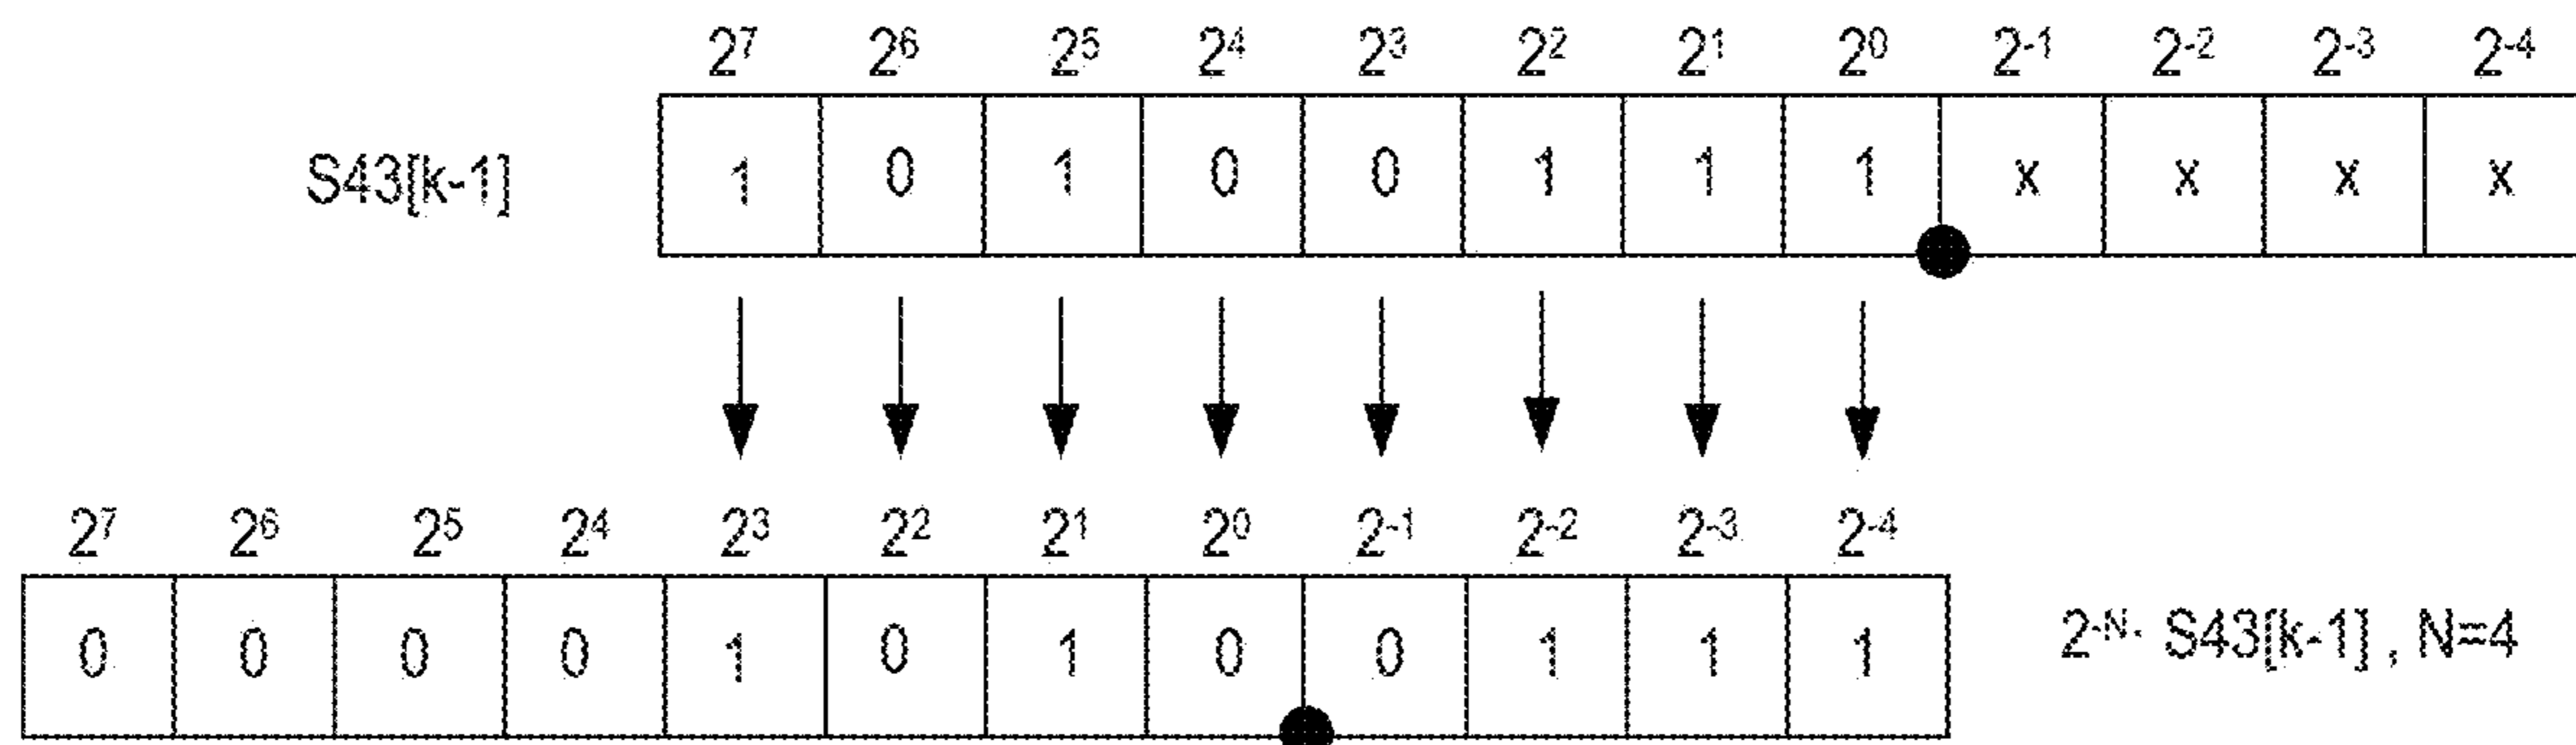 2⁷ 2⁶ 2⁵ 2⁴ 2³ 2² 2¹ 2⁰ 2⁻¹ 2⁻² 2⁻³ 2⁻⁴
S43[k-1] 1 0 1 0 0 1 1 1 x x x x
2⁷ 2⁶ 2⁵ 2⁴ 2³ 2² 2¹ 2⁰ 2⁻¹ 2⁻² 2⁻³ 2⁻⁴
0 0 0 0 1 0 1 0 0 1 1 1 2⁻ᴺ· S43[k-1] , N=4